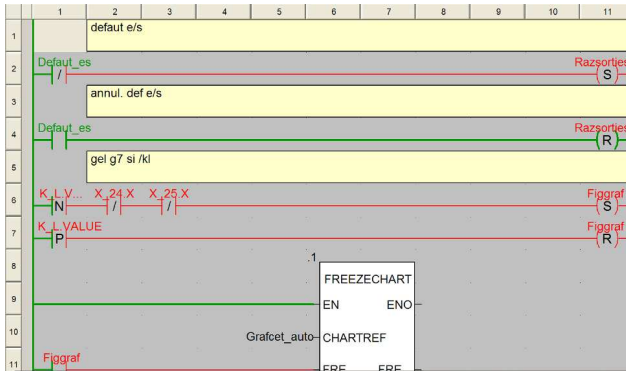 1 2 3 4 5 6 7 8 9 10 11
1 defaut e/s
2 Defaut_es Razsorties
/ S
3 annul. def e/s
4 Defaut_es Razsorties
R
5 gel g7 si /kl
6 K_L.V... X_24.X X_25.X Figgraf
N / / S
7 K_L.VALUE Figgraf
P R
8 .1
FREEZECHART
9 EN ENO
10 Grafcet_auto CHARTREF
11 Figgraf FRE FRE